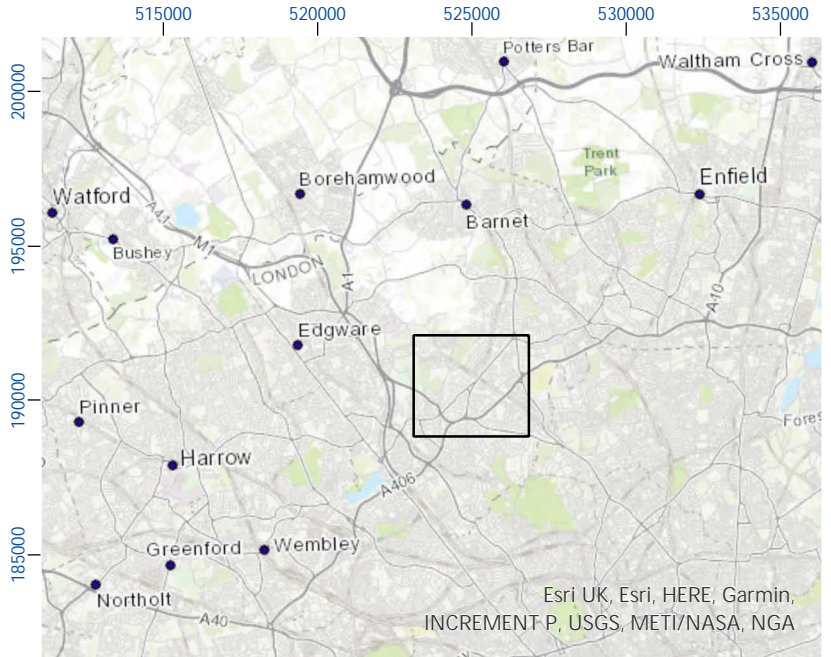 515000 520000 525000 530000 535000
Potters Bar
Waltham Cross
200000
Trent
Park
Borehamwood
Enfield
Watford
A41
Barnet
M1
195000
Bushey
LONDON
A1
A10
Edgware
190000
Pinner
Fores
Harrow
A406
Greenford
Wembley
185000
Northolt
A40
Esri UK, Esri, HERE, Garmin,
INCREMENT P, USGS, METI/NASA, NGA